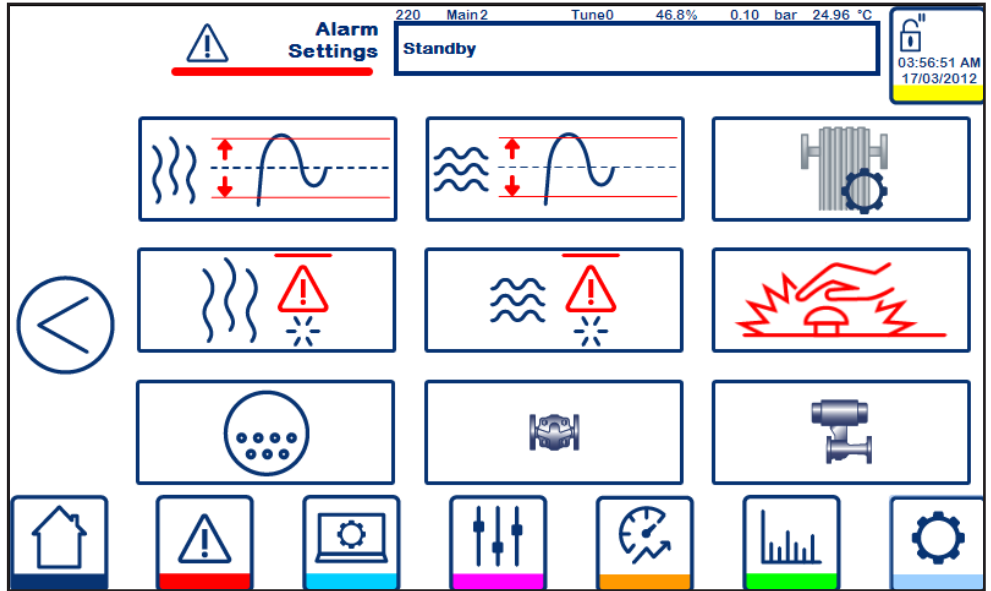 220 Main2 Tune0 46.8% 0.10 bar 24.96 °C
Alarm
Settings
Standby
03:56:51 AM
17/03/2012